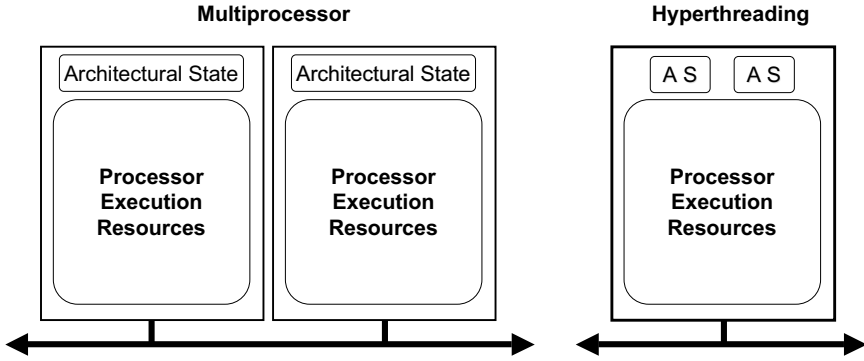 Multiprocessor
Hyperthreading
Architectural State
Architectural State
A S
A S
Processor
Execution
Resources
Processor
Execution
Resources
Processor
Execution
Resources